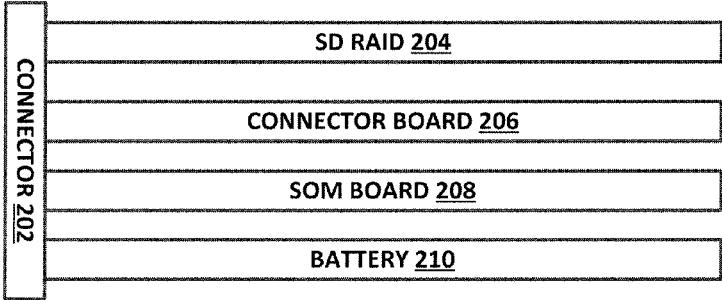 CONNECTOR 202
SD RAID 204
CONNECTOR BOARD 206
SOM BOARD 208
BATTERY 210